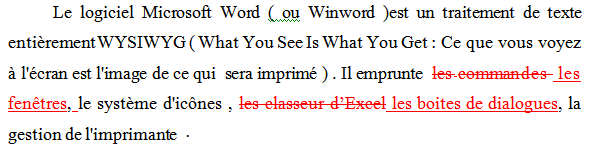 Le logiciel Microsoft Word ( ou Winword )est un traitement de texte
entièrement WYSIWYG ( What You See Is What You Get : Ce que vous voyez
à l'écran est l'image de ce qui sera imprimé ) . Il emprunte les commandes les
fenêtres, le système d'icônes , les classeur d'Excel les boites de dialogues, la
gestion de l'imprimante .